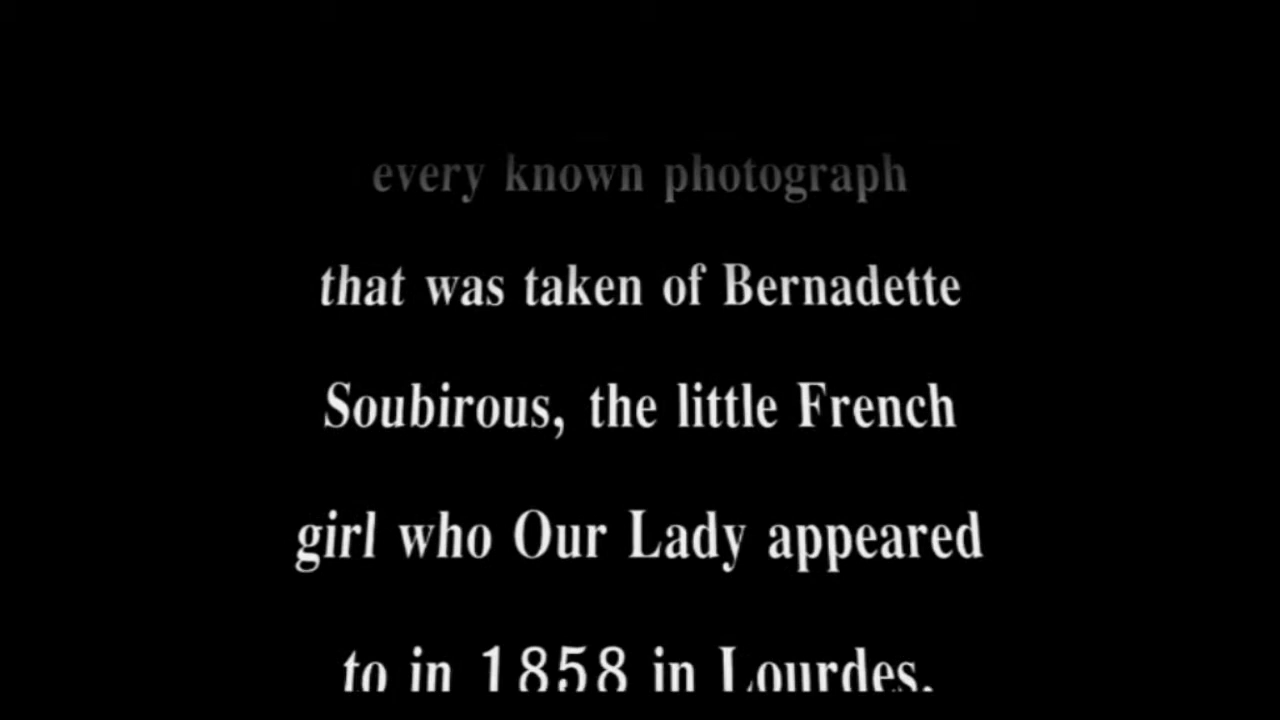 every known photograph
that was taken of Bernadette
Soubirous, the little French
girl who Our Lady appeared
to in 1858 in Lourdes.